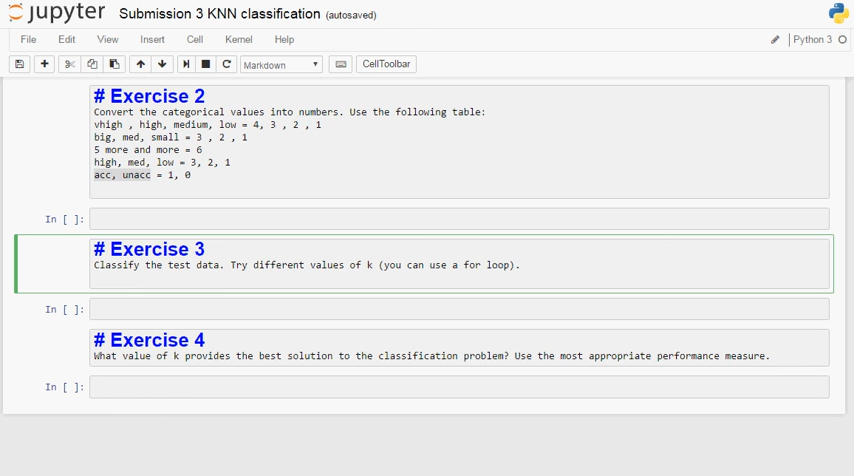 jupyter Submission 3 KNN classification (autosaved)
File Edit View Insert Cell Kernel Help
Python 3
Markdown CellToolbar
# Exercise 2
Convert the categorical values into numbers. Use the following table:
vhigh , high, medium, low = 4, 3 , 2 , 1
big, med, small = 3 , 2 , 1
5 more and more = 6
high, med, low = 3, 2, 1
acc, unacc = 1, 0
In [ ]:
# Exercise 3
Classify the test data. Try different values of k (you can use a for loop).
In [ ]:
# Exercise 4
What value of k provides the best solution to the classification problem? Use the most appropriate performance measure.
In [ ]: